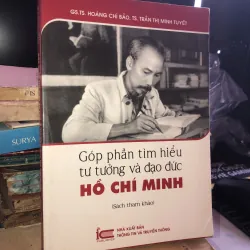 GS.TS. HOÀNG CHÍ BẢO, TS. TRẦN THỊ MINH TUYẾT
Góp phần tìm hiểu
tư tưởng và đạo đức
HỒ CHÍ MINH
(Sách tham khảo)
NHÀ XUẤT BẢN
THÔNG TIN VÀ TRUYỀN THÔNG
SURYA